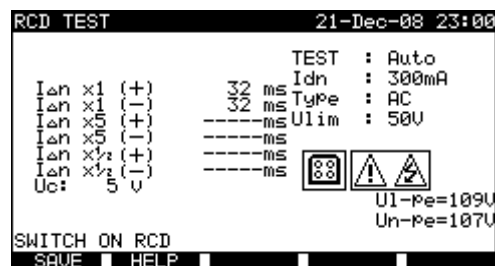 RCD TEST 21-Dec-08 23:00
TEST : Auto
Idn : 300mA
Type : AC
Ulim : 50V
IΔn x1 (+) 32 ms
IΔn x1 (-) 32 ms
IΔn x5 (+) -----ms
IΔn x5 (-) -----ms
IΔn x½ (+) -----ms
IΔn x½ (-) -----ms
Uc: 5 V
Ul-pe=109V
Un-pe=107V
SWITCH ON RCD
SAVE HELP